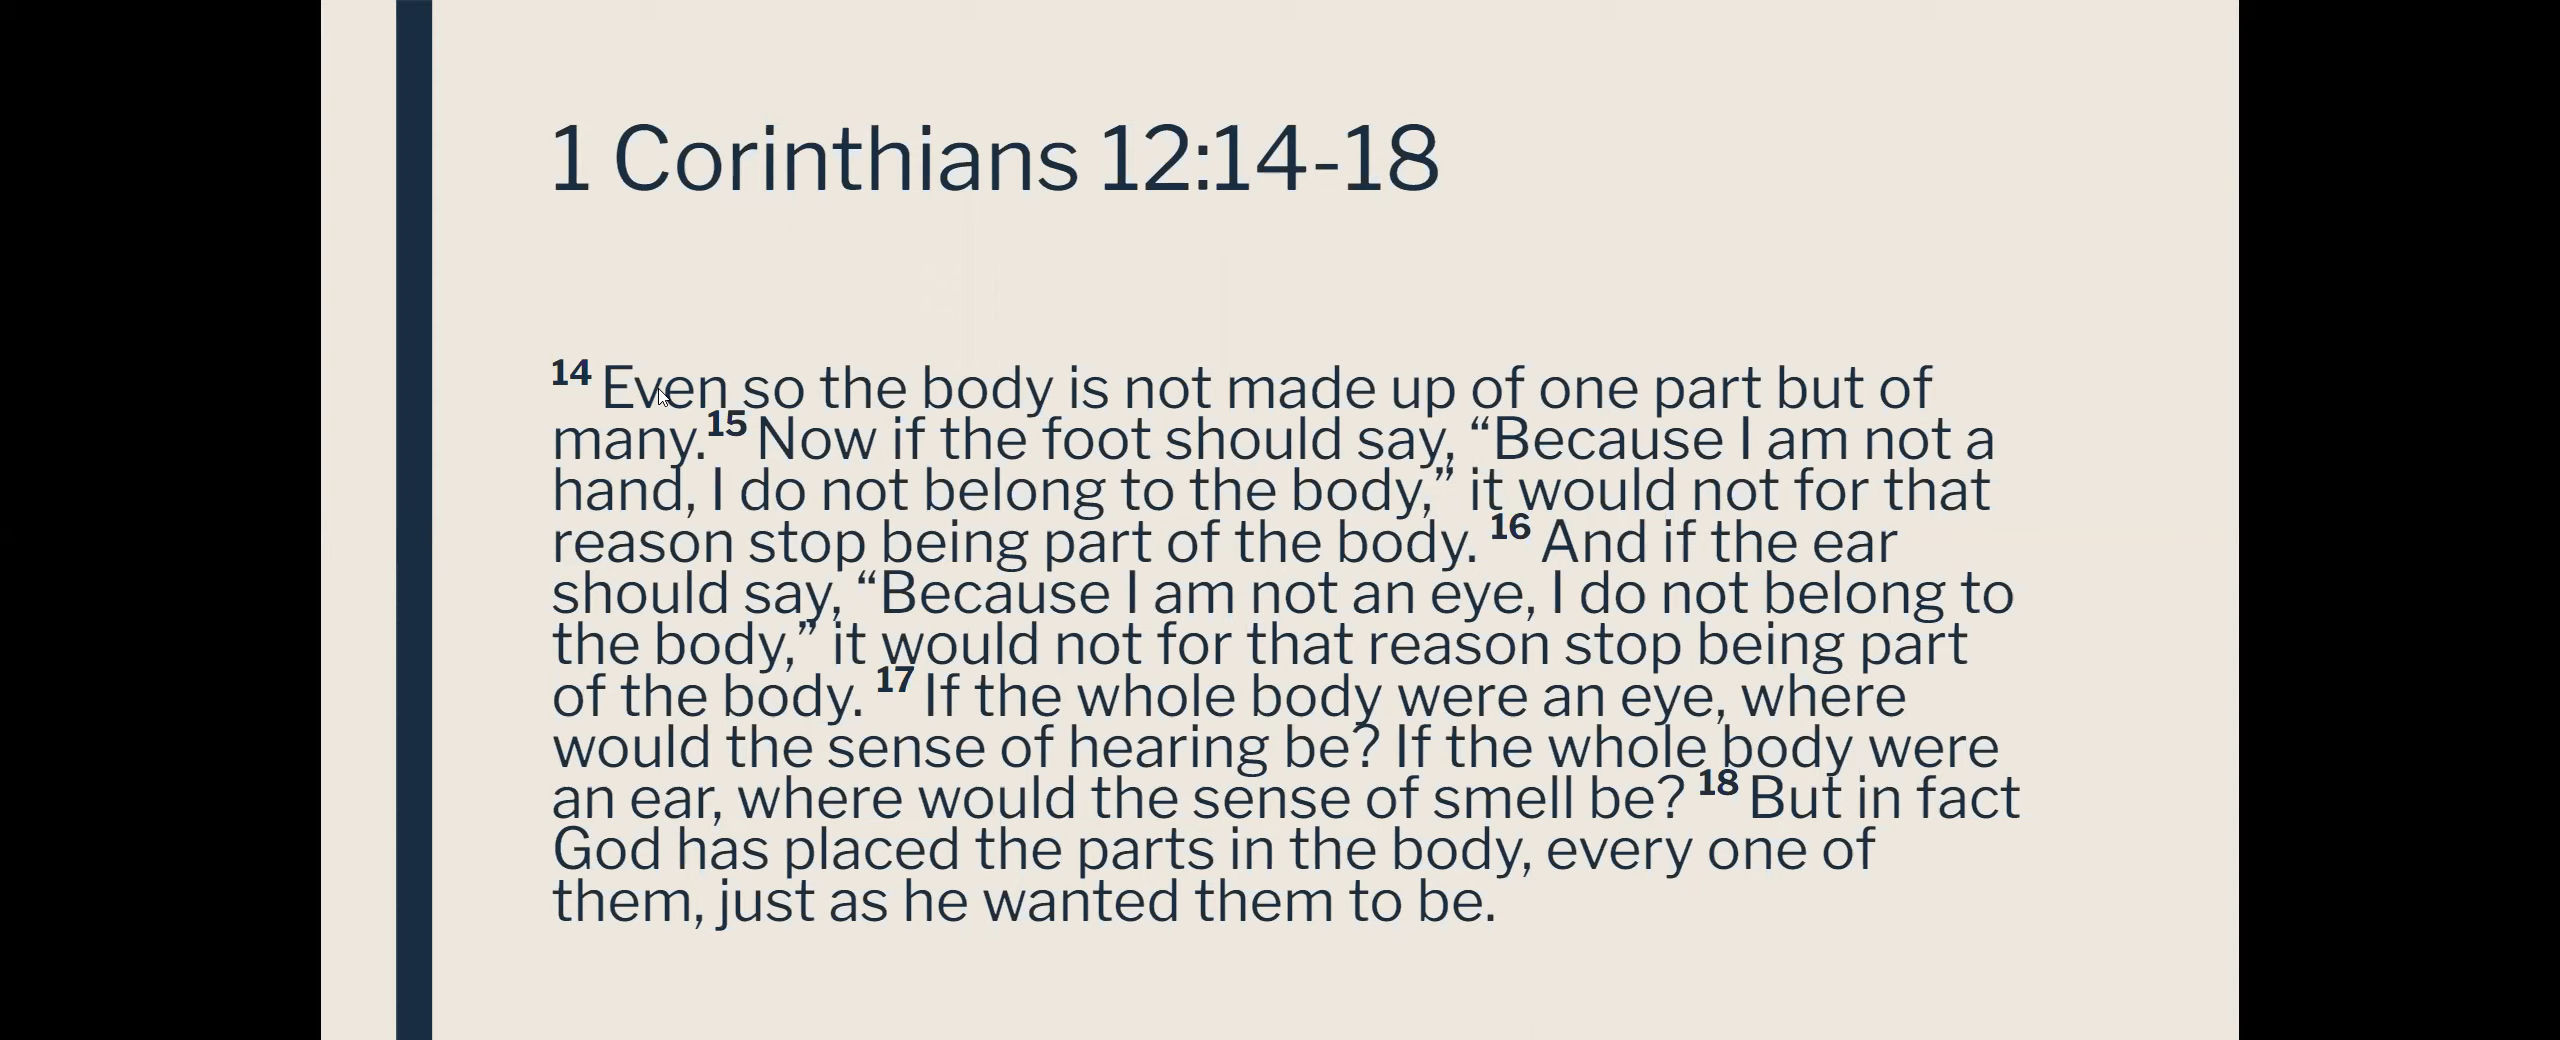 1 Corinthians 12:14-18
14 Even so the body is not made up of one part but of
many.15 Now if the foot should say, “Because I am not a
hand, I do not belong to the body,” it would not for that
reason stop being part of the body. 16 And if the ear
should say, “Because I am not an eye, I do not belong to
the body,” it would not for that reason stop being part
of the body. 17 If the whole body were an eye, where
would the sense of hearing be? If the whole body were
an ear, where would the sense of smell be? 18 But in fact
God has placed the parts in the body, every one of
them, just as he wanted them to be.